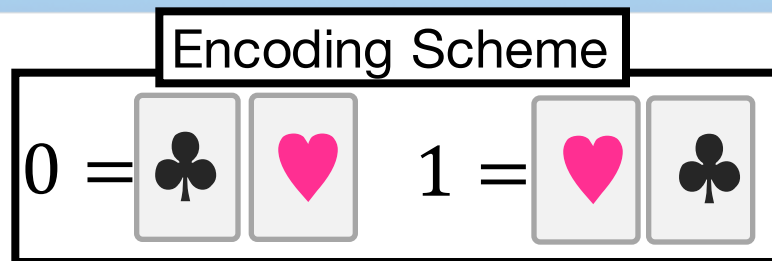 Encoding Scheme
0 = ♣ ♥ 1 = ♥ ♣